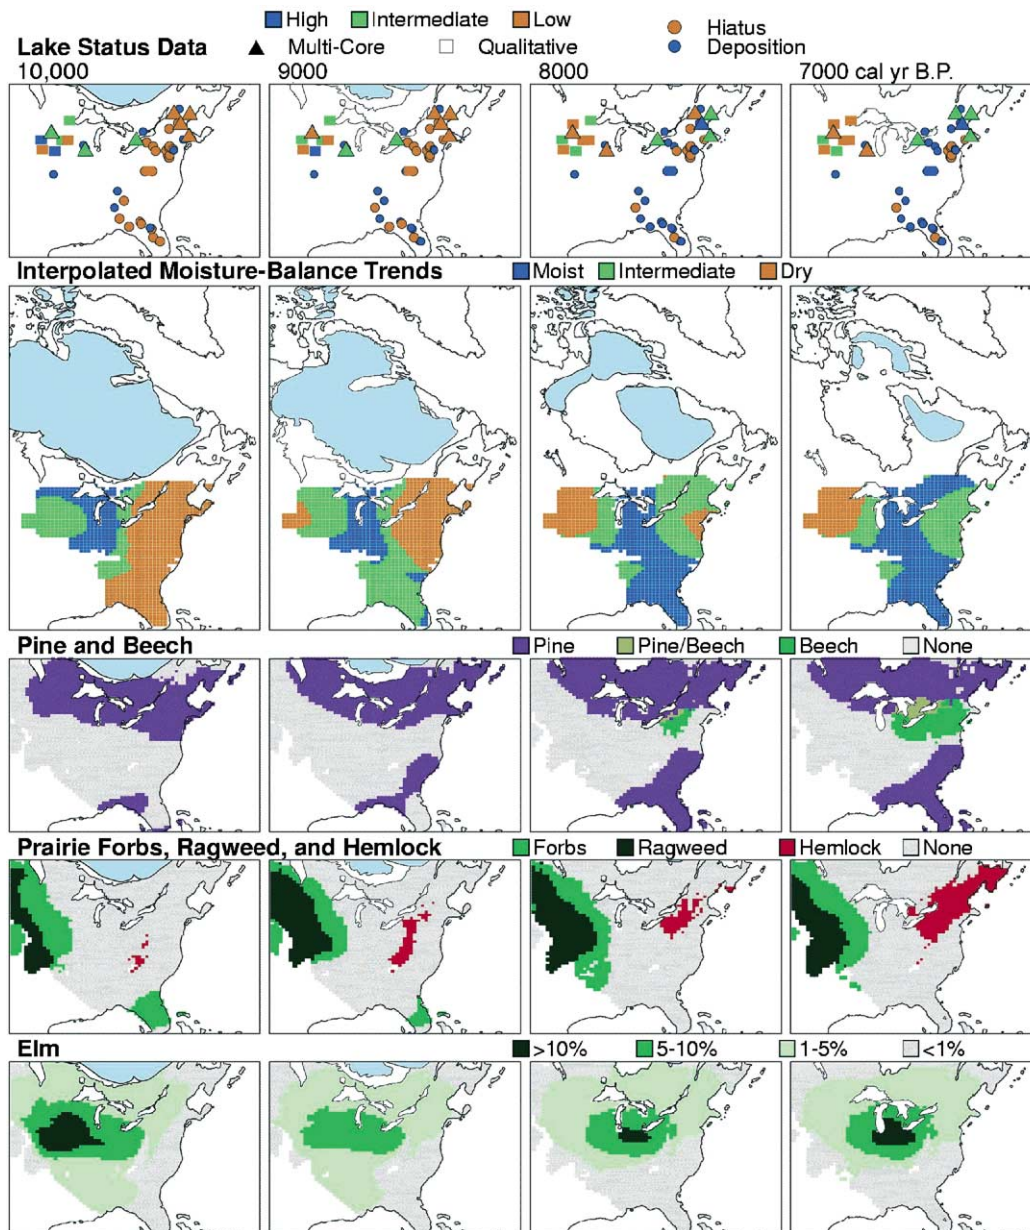 High Intermediate Low Hiatus
Lake Status Data Multi-Core Qualitative Deposition
10,000 9000 8000 7000 cal yr B.P.
Interpolated Moisture-Balance Trends Moist Intermediate Dry
Pine and Beech Pine Pine/Beech Beech None
Prairie Forbs, Ragweed, and Hemlock Forbs Ragweed Hemlock None
Elm >10% 5-10% 1-5% <1%